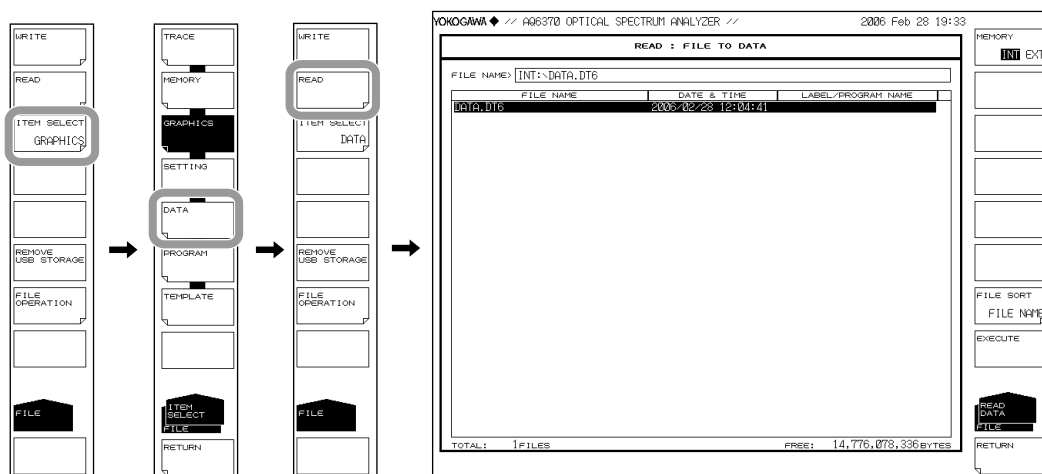 WRITE
READ
ITEM SELECT
GRAPHICS
REMOVE
USB STORAGE
FILE
OPERATION
FILE
TRACE
MEMORY
GRAPHICS
SETTING
DATA
PROGRAM
TEMPLATE
ITEM
SELECT
FILE
RETURN
WRITE
READ
ITEM SELECT
DATA
REMOVE
USB STORAGE
FILE
OPERATION
FILE
YOKOGAWA ◆ // AQ6370 OPTICAL SPECTRUM ANALYZER // 2006 Feb 28 19:33
READ : FILE TO DATA
FILE NAME> INT:\DATA.DT6
FILE NAME DATE & TIME LABEL/PROGRAM NAME
DATA.DT6 2006/02/28 12:04:41
TOTAL: 1FILES FREE: 14,776,078,336BYTES
MEMORY
INT EXT
FILE SORT
FILE NAME
EXECUTE
READ
DATA
FILE
RETURN